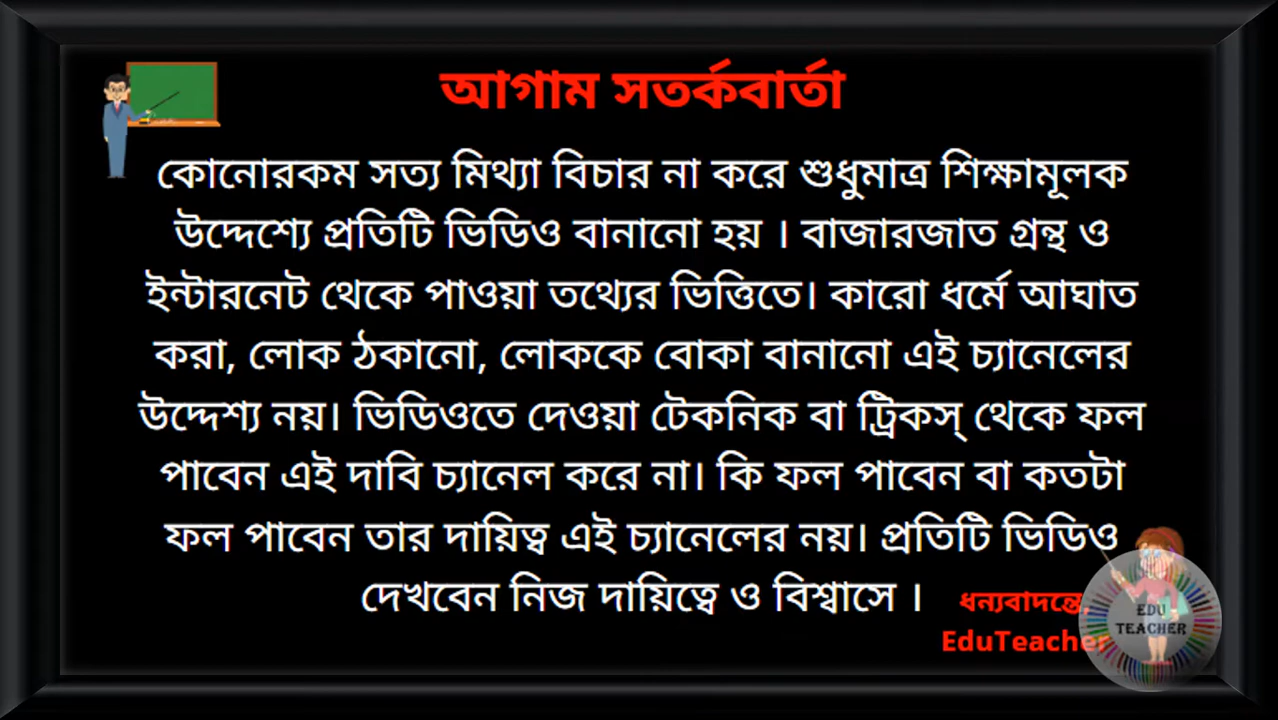 আগাম সতর্কবার্তা
কোনোরকম সত্য মিথ্যা বিচার না করে শুধুমাত্র শিক্ষামূলক
উদ্দেশ্যে প্রতিটি ভিডিও বানানো হয় । বাজারজাত গ্রন্থ ও
ইন্টারনেট থেকে পাওয়া তথ্যের ভিত্তিতে। কারো ধর্মে আঘাত
করা, লোক ঠকানো, লোককে বোকা বানানো এই চ্যানেলের
উদ্দেশ্য নয়। ভিডিওতে দেওয়া টেকনিক বা ট্রিকস্ থেকে ফল
পাবেন এই দাবি চ্যানেল করে না। কি ফল পাবেন বা কতটা
ফল পাবেন তার দায়িত্ব এই চ্যানেলের নয়। প্রতিটি ভিডিও
দেখবেন নিজ দায়িত্বে ও বিশ্বাসে ।
ধন্যবাদন্তে,
EduTeacher
EDU
TEACHER